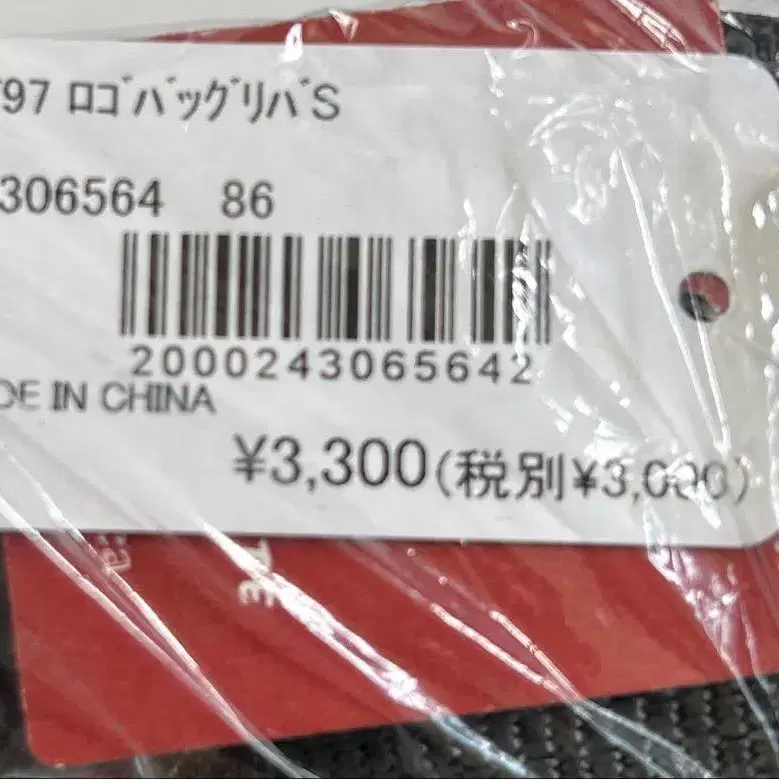 97 ﾛｺﾞﾊﾞｯｸﾞﾘﾊﾞS
306564 86
2000243065642
DE IN CHINA
¥3,300(税別¥3,000)